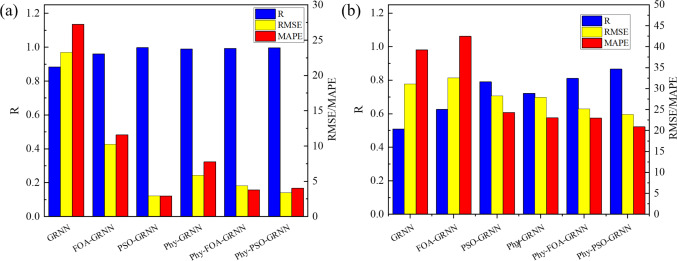 (a)
1.2
1.0
0.8
0.6
0.4
0.2
0.0
R
R
RMSE
MAPE
30
25
20
15
10
5
0
RMSE/MAPE
GRNN
FOA-GRNN
PSO-GRNN
Phy-GRNN
Phy-FOA-GRNN
Phy-PSO-GRNN
(b)
1.2
1.0
0.8
0.6
0.4
0.2
0.0
R
R
RMSE
MAPE
50
45
40
35
30
25
20
15
10
5
0
RMSE/MAPE
GRNN
FOA-GRNN
PSO-GRNN
Phy-GRNN
Phy-FOA-GRNN
Phy-PSO-GRNN